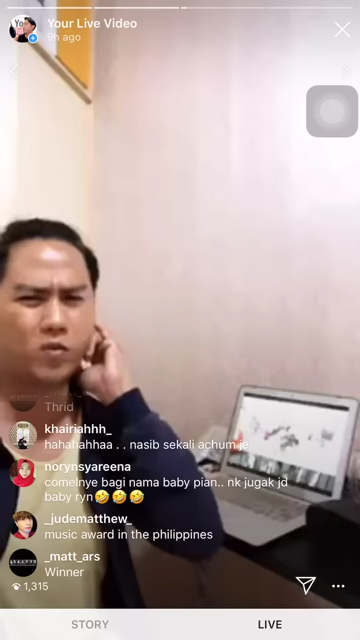 Your Live Video
9h ago
Thrid
khairiahhh_
hahahahhaa . . nasib sekali achum je
norynsyareena
comelnye bagi nama baby pian.. nk jugak jd
baby ryn🤣🤣🤣
_judematthew_
music award in the philippines
_matt_ars
Winner
1,315
STORY
LIVE